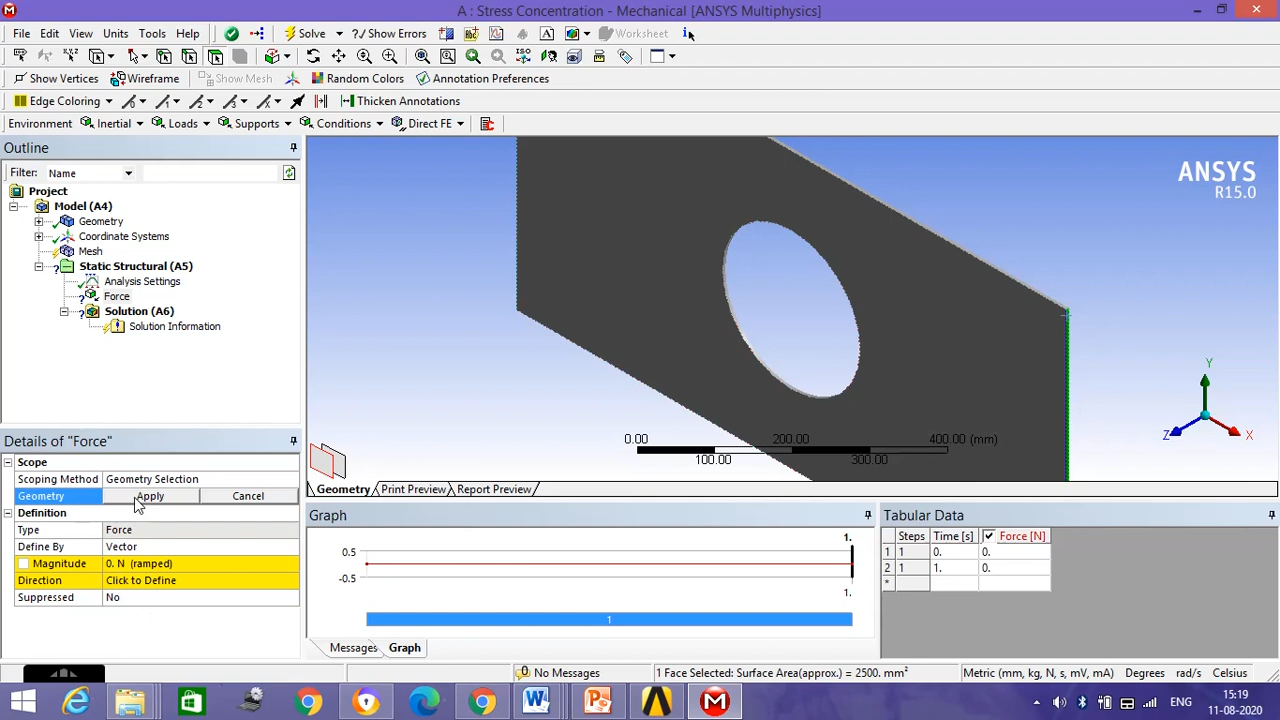 A : Stress Concentration - Mechanical [ANSYS Multiphysics]
File Edit View Units Tools Help Solve Show Errors Worksheet
Show Vertices Wireframe Show Mesh Random Colors Annotation Preferences
Edge Coloring Thicken Annotations
Environment Inertial Loads Supports Conditions Direct FE
Outline
Filter: Name
Project
Model (A4)
Geometry
Coordinate Systems
Mesh
Static Structural (A5)
Analysis Settings
Force
Solution (A6)
Solution Information
ANSYS
R15.0
Y
Z X
0.00 200.00 400.00 (mm)
100.00 300.00
Geometry Print Preview Report Preview
Details of "Force"
Scope
Scoping Method Geometry Selection
Geometry Apply Cancel
Definition
Type Force
Define By Vector
Magnitude 0. N (ramped)
Direction Click to Define
Suppressed No
Graph
1.
0.5
-0.5
1.
1
Messages Graph
Tabular Data
Steps Time [s] Force [N]
1 1 0. 0.
2 1 1. 0.
*
No Messages 1 Face Selected: Surface Area(approx.) = 2500. mm² Metric (mm, kg, N, s, mV, mA) Degrees rad/s Celsius
ENG 15:19
11-08-2020